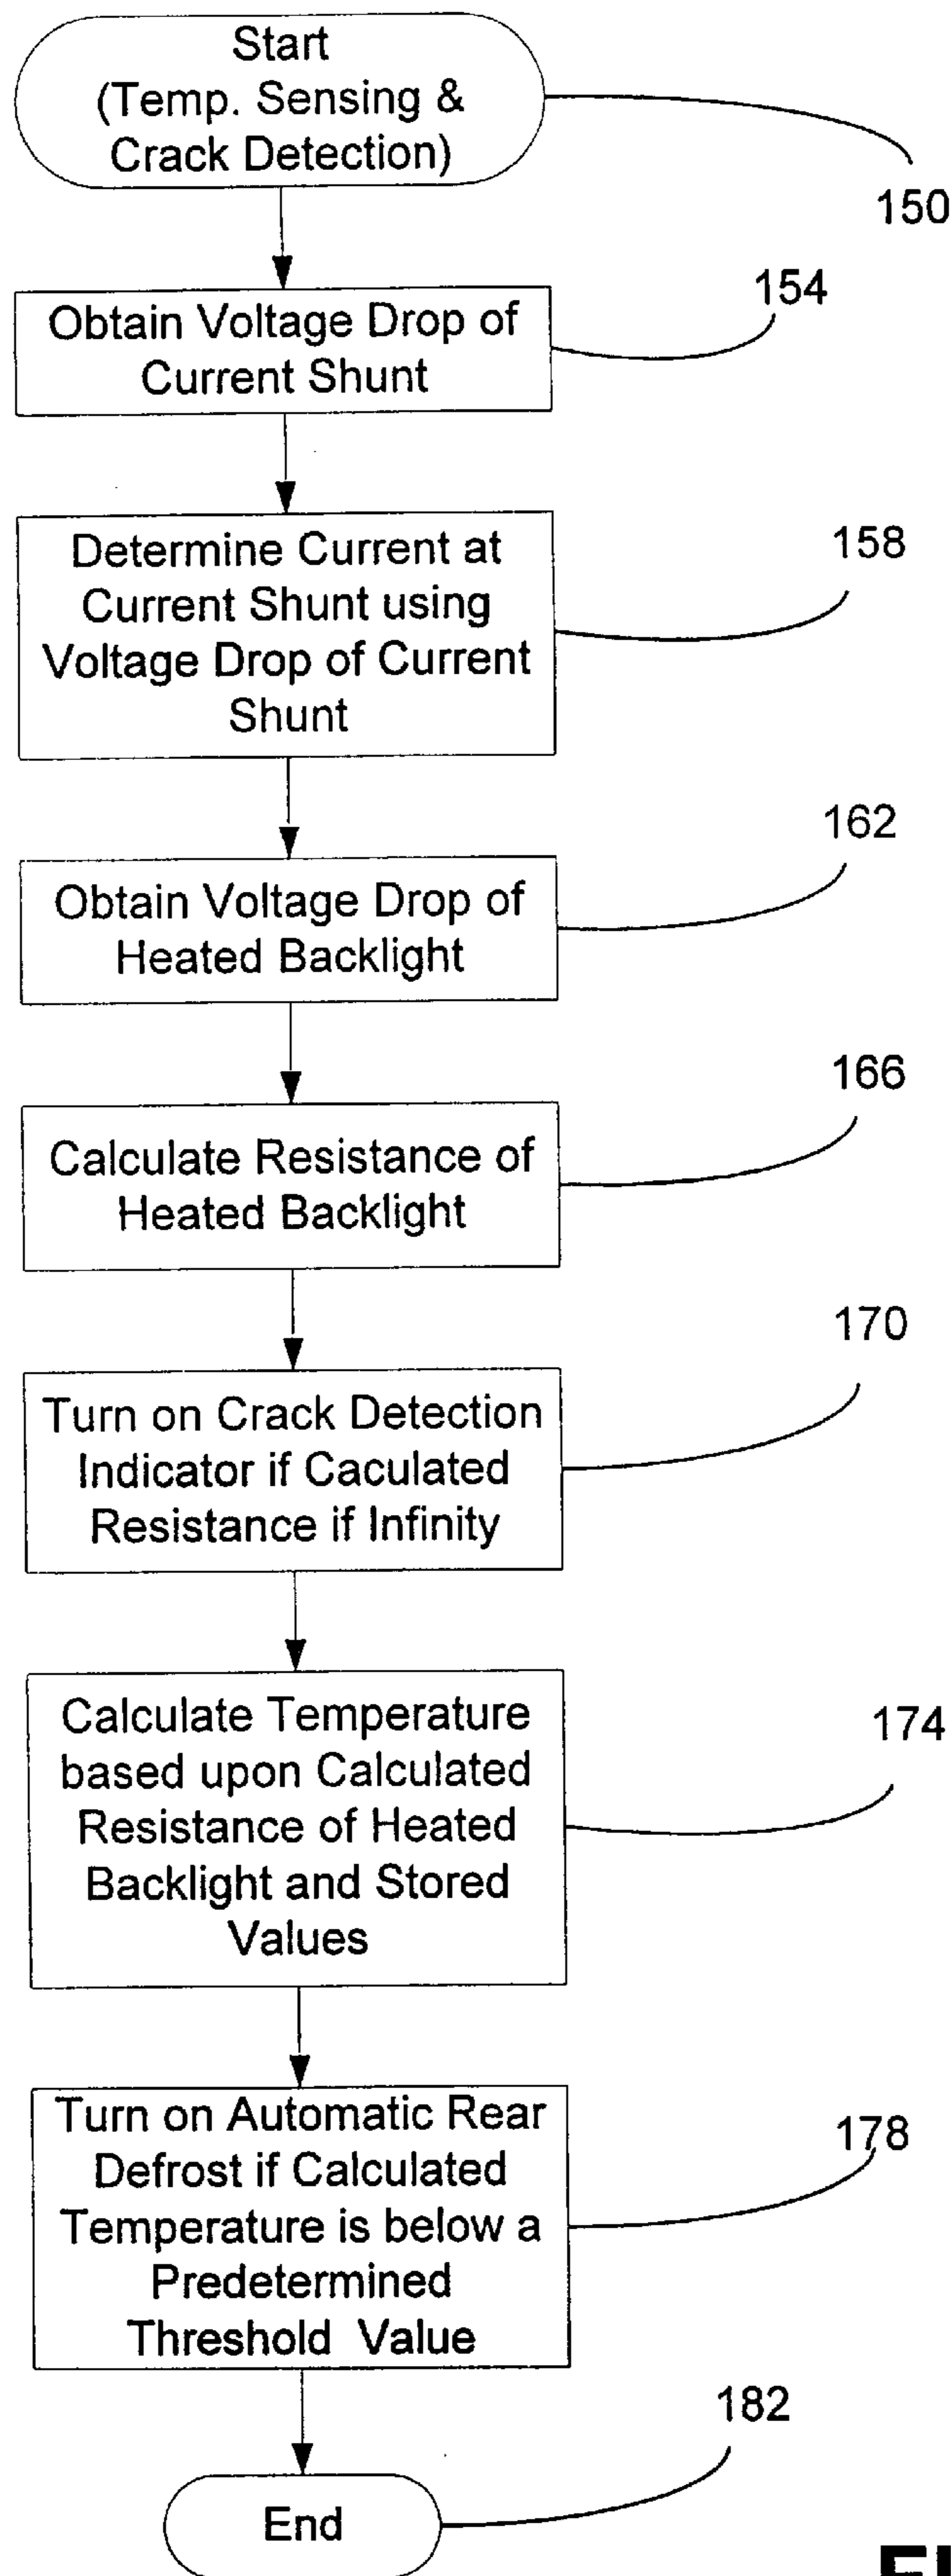 Start
(Temp. Sensing &
Crack Detection)
150
154
Obtain Voltage Drop of
Current Shunt
158
Determine Current at
Current Shunt using
Voltage Drop of Current
Shunt
162
Obtain Voltage Drop of
Heated Backlight
166
Calculate Resistance of
Heated Backlight
170
Turn on Crack Detection
Indicator if Caculated
Resistance if Infinity
174
Calculate Temperature
based upon Calculated
Resistance of Heated
Backlight and Stored
Values
178
Turn on Automatic Rear
Defrost if Calculated
Temperature is below a
Predetermined
Threshold Value
182
End